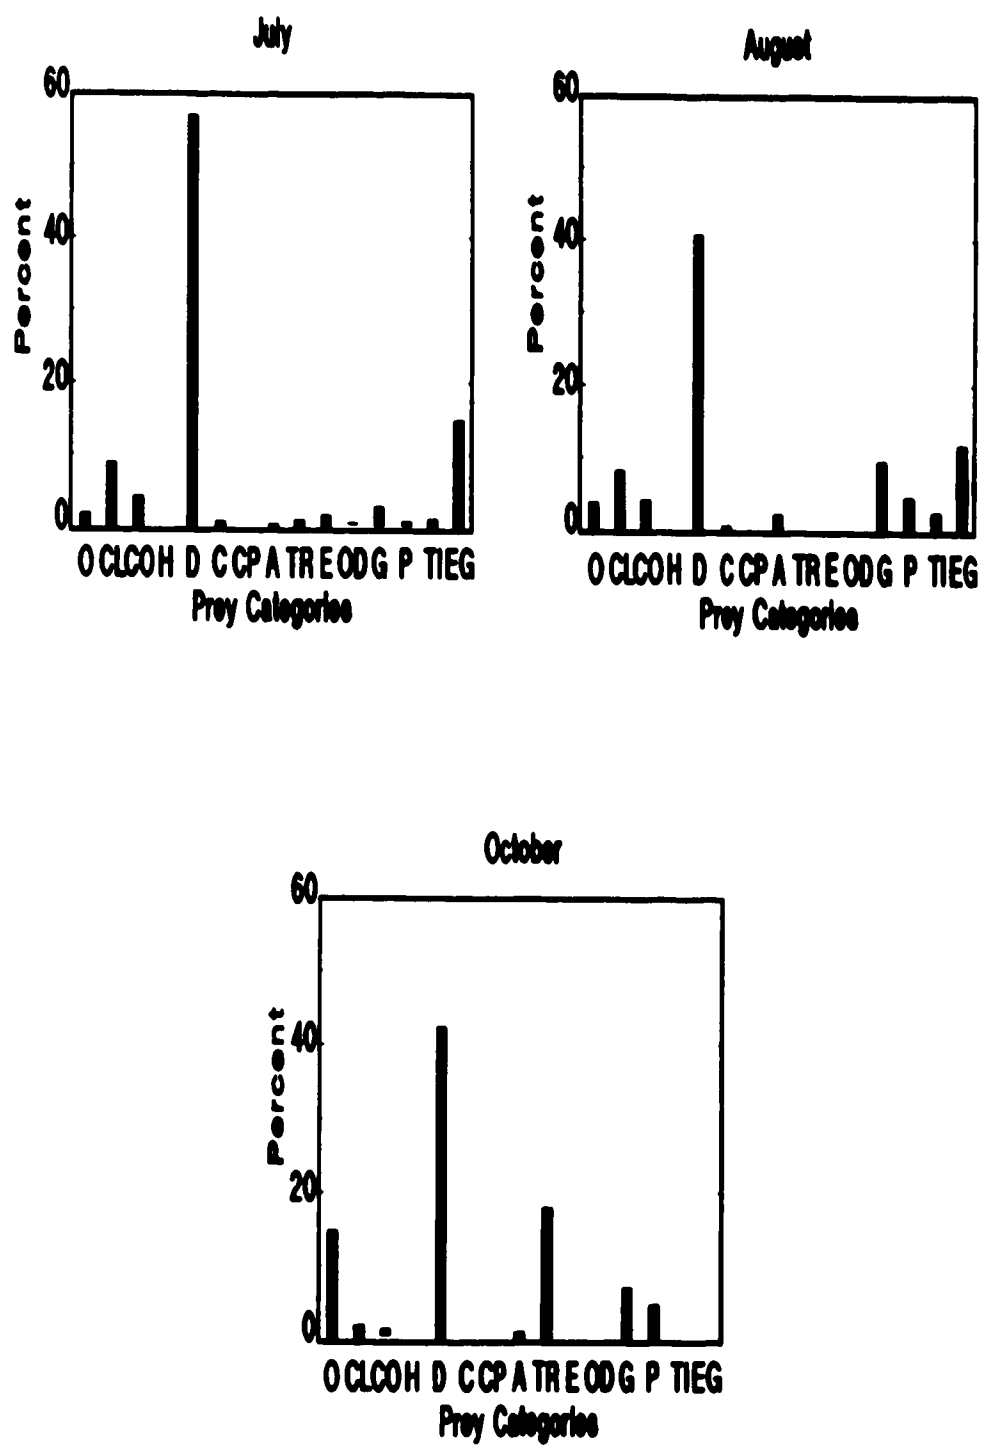 July
60
40
20
0
Percent
O CL CO H D C CP A TR E OD G P TI EG
Prey Categories
August
60
40
20
0
Percent
O CL CO H D C CP A TR E OD G P TI EG
Prey Categories
October
60
40
20
0
Percent
O CL CO H D C CP A TR E OD G P TI EG
Prey Categories